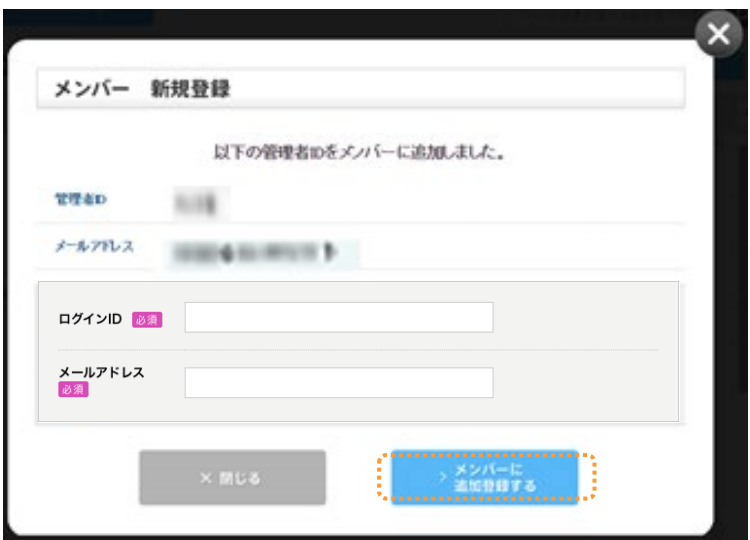 メンバー 新規登録
以下の管理者IDをメンバーに追加しました。
管理者ID
メールアドレス
ログインID 必須
メールアドレス
必須
× 閉じる
> メンバーに
追加登録する